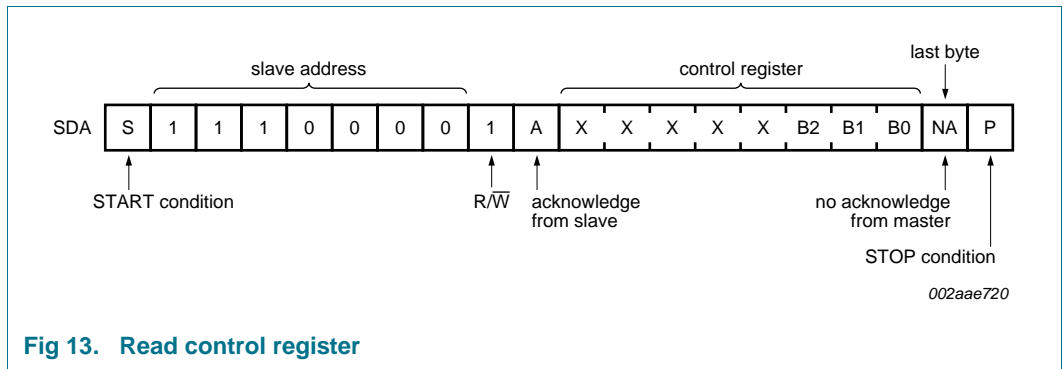 last byte
slave address
control register
SDA S 1 1 1 0 0 0 0 1 A X X X X X B2 B1 B0 NA P
START condition
R/W̅
acknowledge
from slave
no acknowledge
from master
STOP condition
002aae720
Fig 13. Read control register